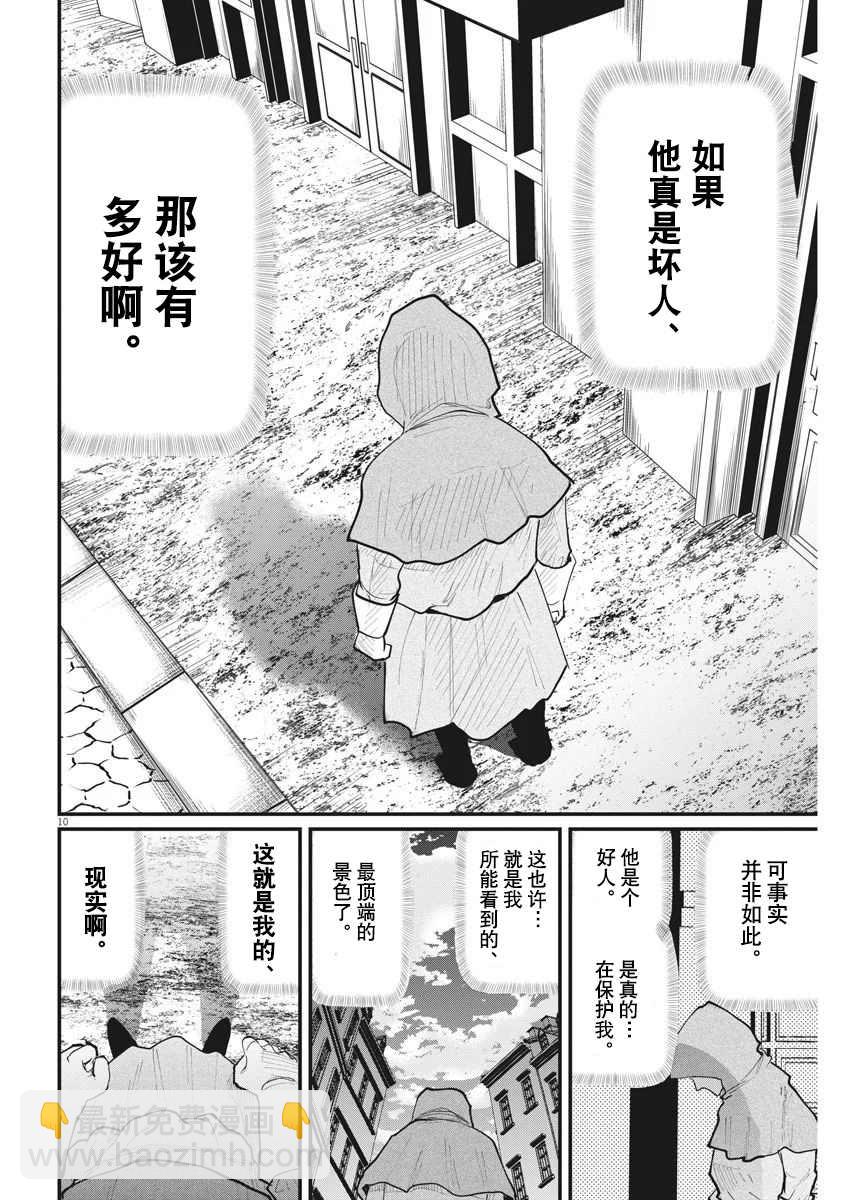 如果
他真是坏人、
那该有
多好啊。
可事实
并非如此。
他是个
好人。
是真的…
在保护我。
这也许…
就是我
所能看到的、
最顶端的
景色了。
这就是我的、
现实啊。
10
👇最新免费漫画👇
www.baozimh.com